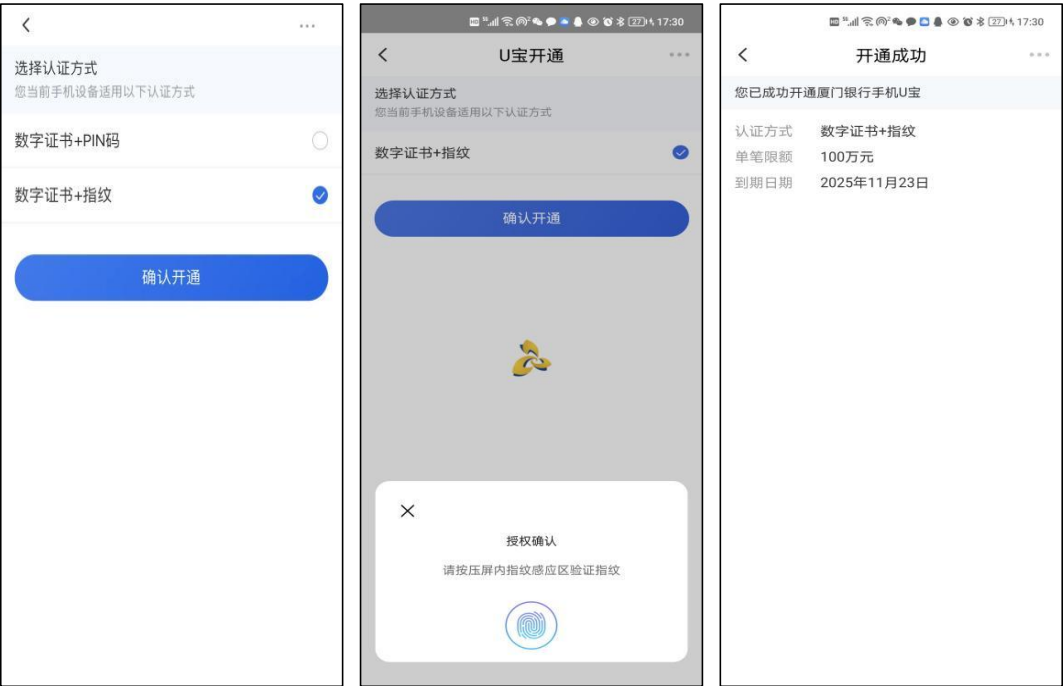 选择认证方式
您当前手机设备适用以下认证方式
数字证书+PIN码
数字证书+指纹
确认开通
17:30
U宝开通
选择认证方式
您当前手机设备适用以下认证方式
数字证书+指纹
确认开通
授权确认
请按压屏内指纹感应区验证指纹
27 17:30
开通成功
您已成功开通厦门银行手机U宝
认证方式 数字证书+指纹
单笔限额 100万元
到期日期 2025年11月23日